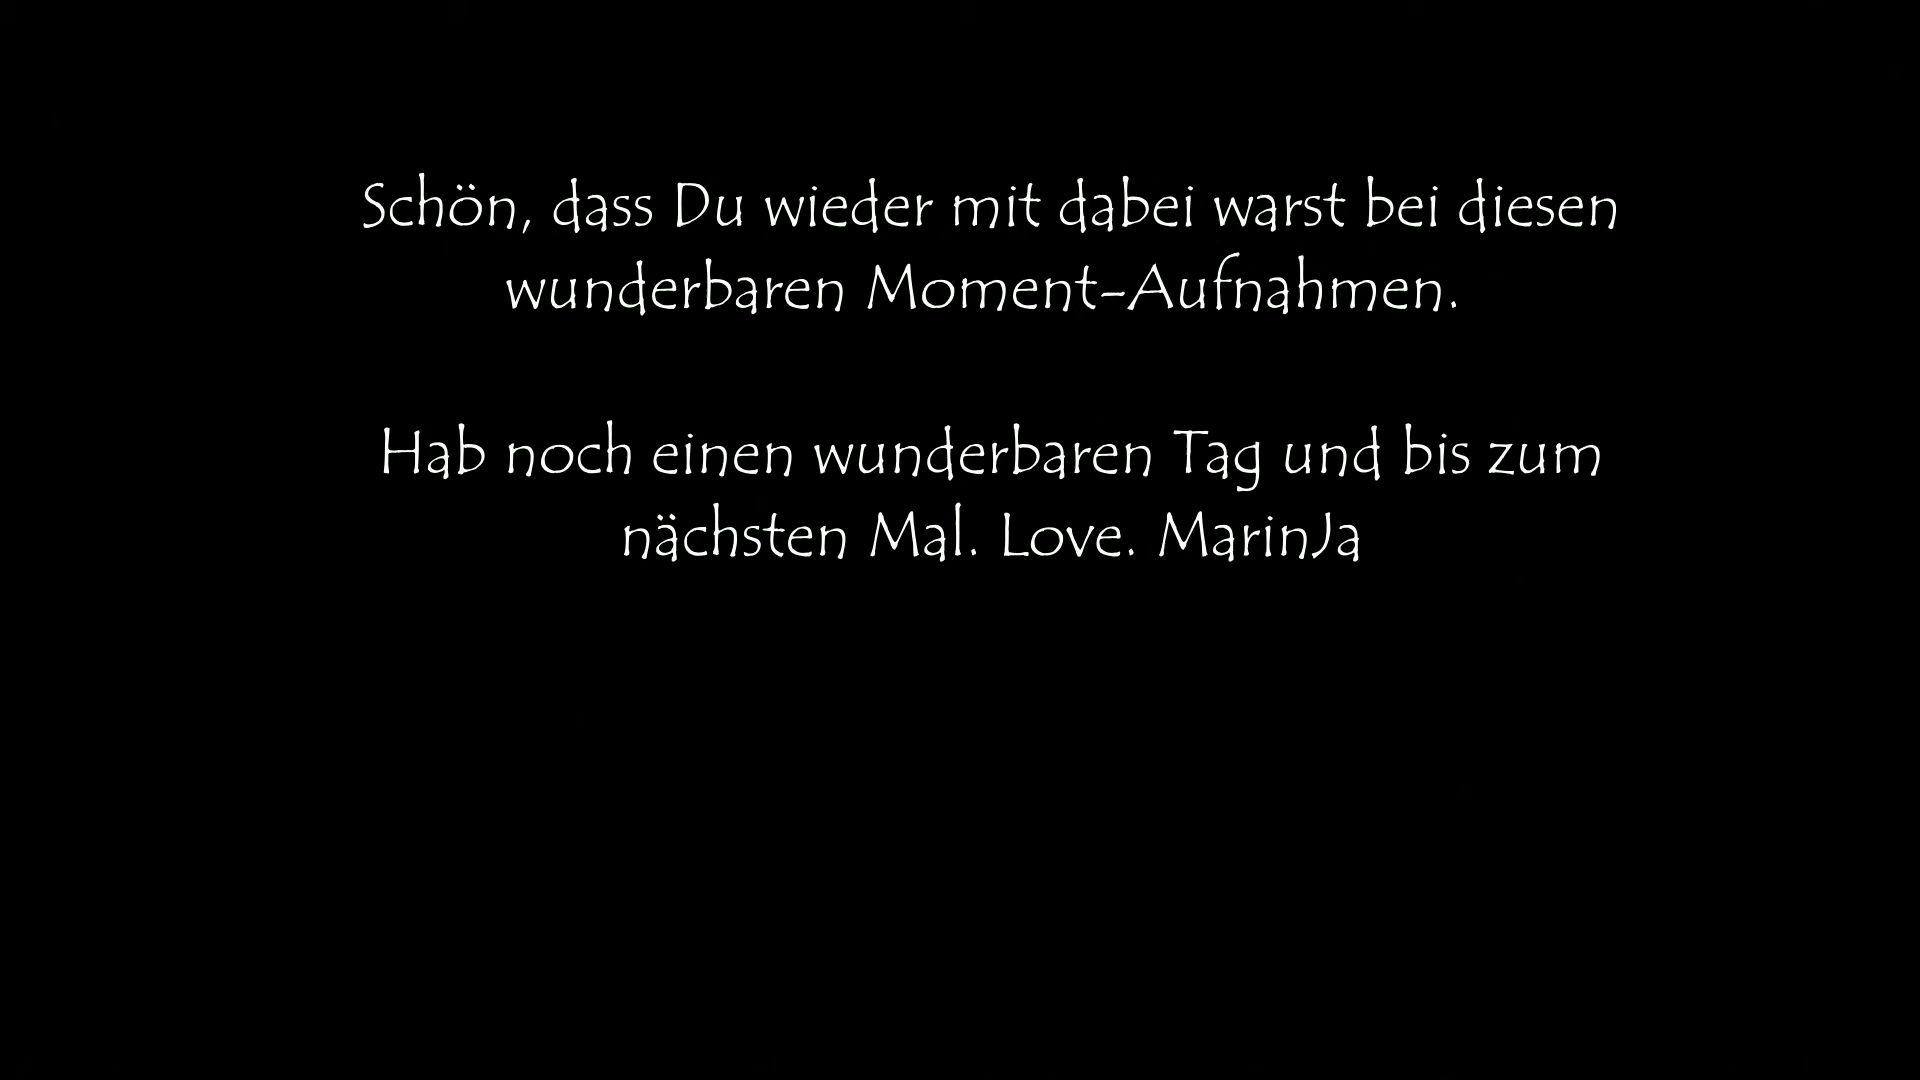 Schön, dass Du wieder mit dabei warst bei diesen
wunderbaren Moment-Aufnahmen.
Hab noch einen wunderbaren Tag und bis zum
nächsten Mal. Love. MarinJa